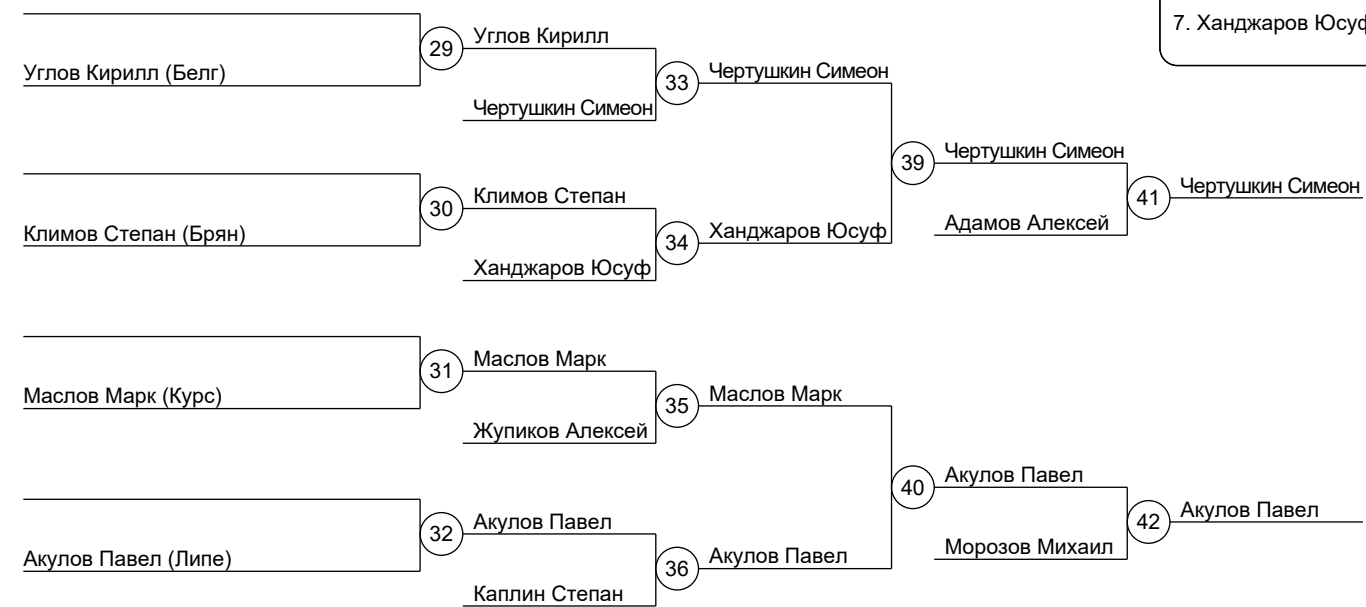 7. Ханджаров Юсуф
29
Углов Кирилл
Углов Кирилл (Белг)
33
Чертушкин Симеон
Чертушкин Симеон
39
Чертушкин Симеон
41
Чертушкин Симеон
30
Климов Степан
Климов Степан (Брян)
34
Ханджаров Юсуф
Адамов Алексей
Ханджаров Юсуф
31
Маслов Марк
Маслов Марк (Курс)
35
Маслов Марк
Жупиков Алексей
40
Акулов Павел
42
Акулов Павел
32
Акулов Павел
Акулов Павел (Липе)
36
Акулов Павел
Морозов Михаил
Каплин Степан